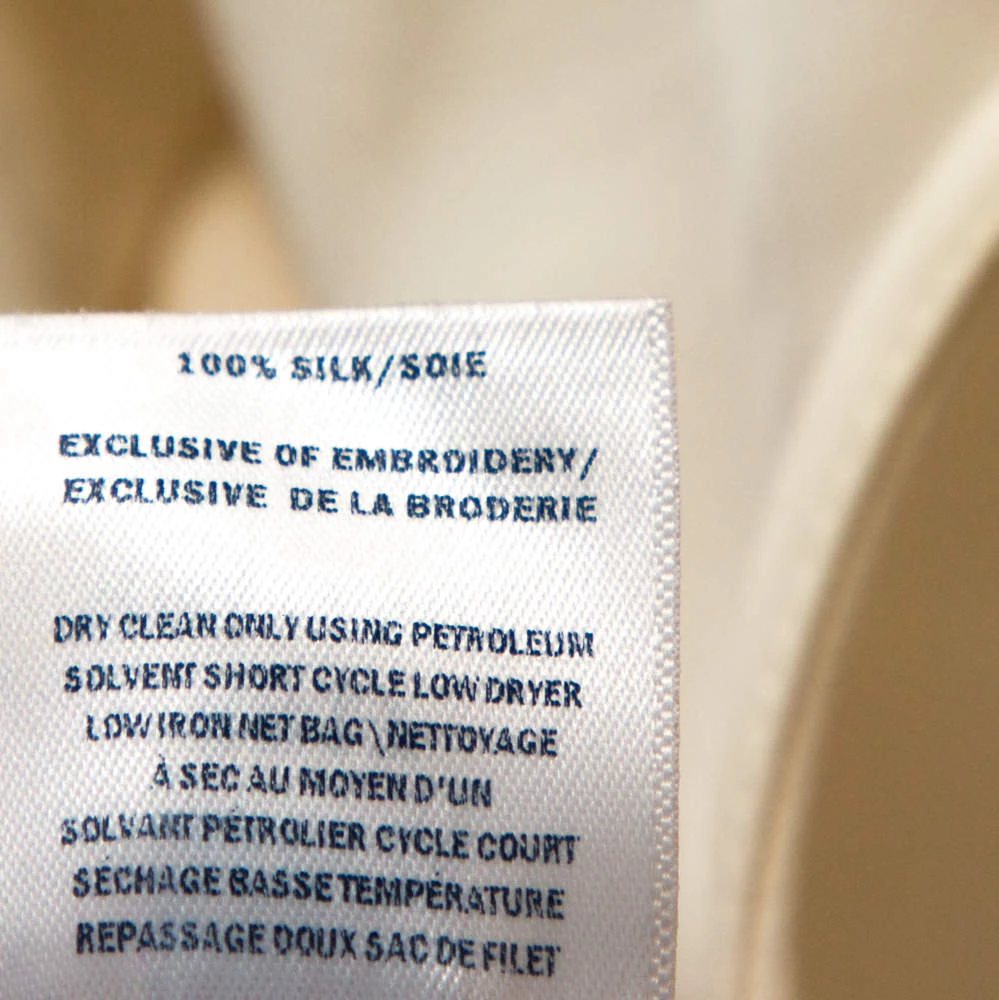 100% SILK/SOIE
EXCLUSIVE OF EMBROIDERY/
EXCLUSIVE DE LA BRODERIE
DRY CLEAN ONLY USING PETROLEUM
SOLVENT SHORT CYCLE LOW DRYER
LOW IRON NET BAG\NETTOYAGE
À SEC AU MOYEN D'UN
SOLVANT PÉTROLIER CYCLE COURT
SÉCHAGE BASSE TEMPÉRATURE
REPASSAGE DOUX SAC DE FILET